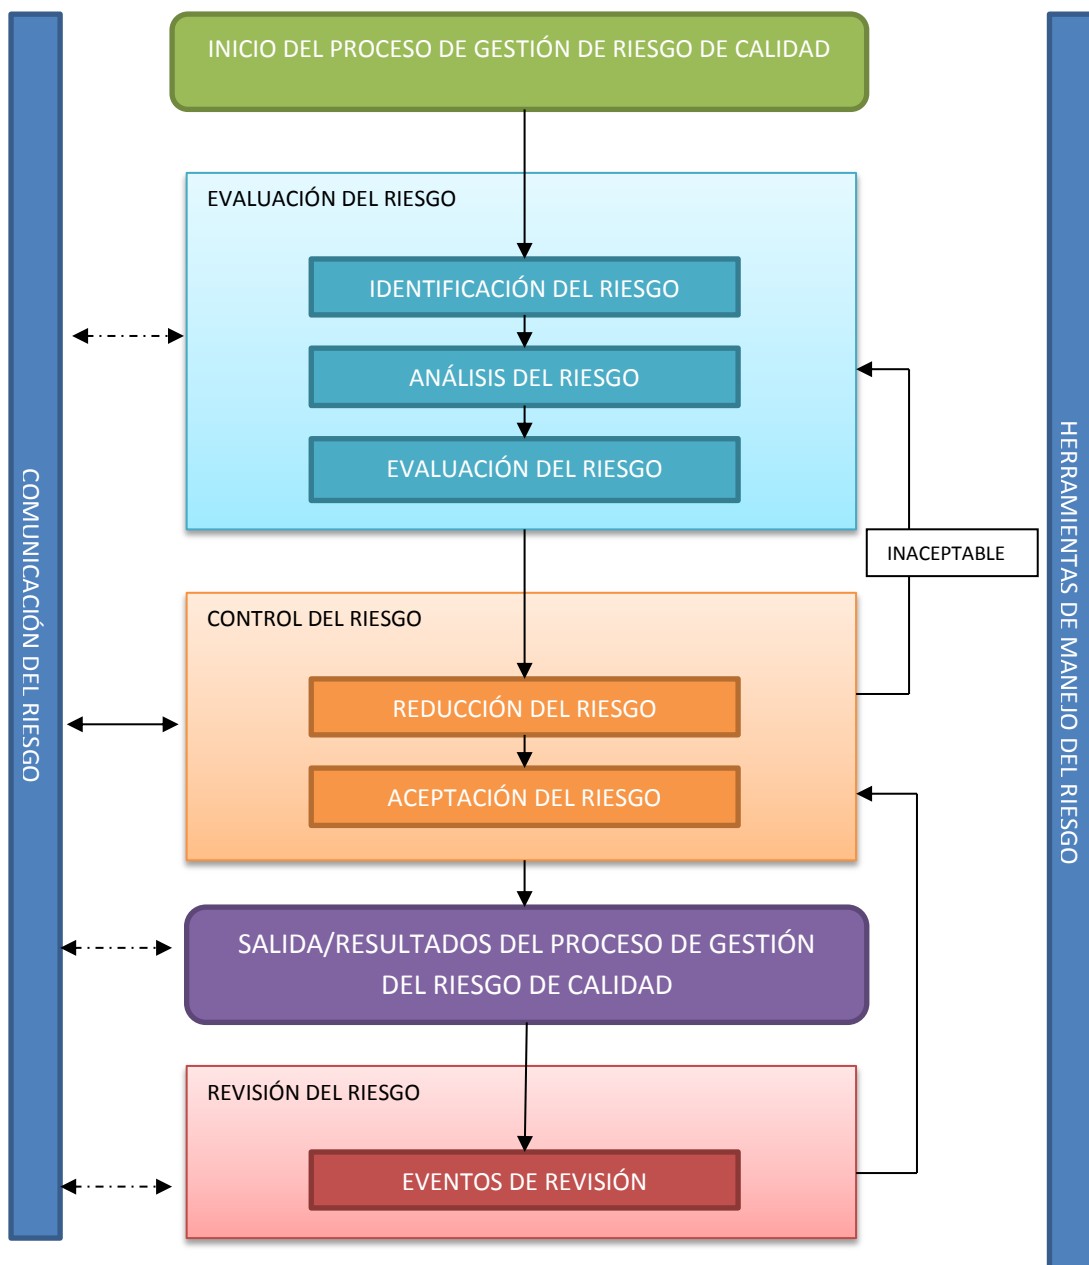 INICIO DEL PROCESO DE GESTIÓN DE RIESGO DE CALIDAD
EVALUACIÓN DEL RIESGO
IDENTIFICACIÓN DEL RIESGO
ANÁLISIS DEL RIESGO
EVALUACIÓN DEL RIESGO
INACEPTABLE
CONTROL DEL RIESGO
REDUCCIÓN DEL RIESGO
ACEPTACIÓN DEL RIESGO
SALIDA/RESULTADOS DEL PROCESO DE GESTIÓN
DEL RIESGO DE CALIDAD
REVISIÓN DEL RIESGO
EVENTOS DE REVISIÓN
COMUNICACIÓN DEL RIESGO
HERRAMIENTAS DE MANEJO DEL RIESGO